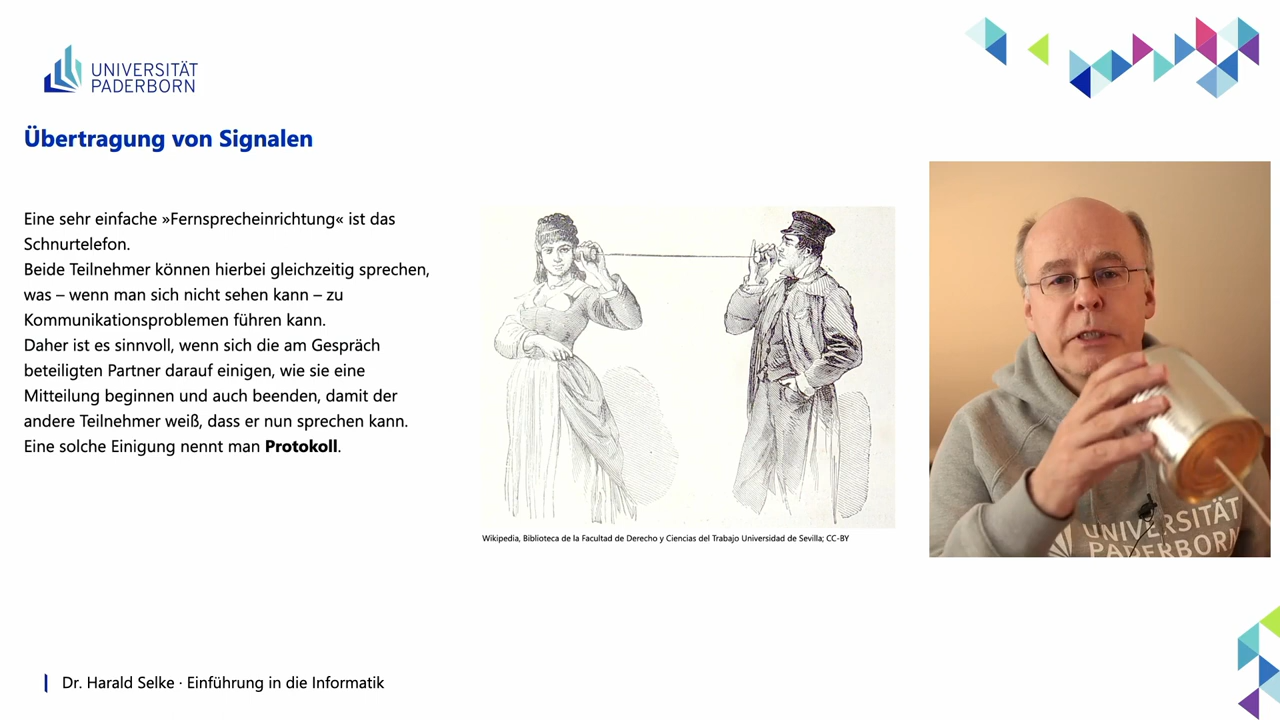 UNIVERSITÄT
PADERBORN
Übertragung von Signalen
Eine sehr einfache »Fernsprecheinrichtung« ist das
Schnurtelefon.
Beide Teilnehmer können hierbei gleichzeitig sprechen,
was – wenn man sich nicht sehen kann – zu
Kommunikationsproblemen führen kann.
Daher ist es sinnvoll, wenn sich die am Gespräch
beteiligten Partner darauf einigen, wie sie eine
Mitteilung beginnen und auch beenden, damit der
andere Teilnehmer weiß, dass er nun sprechen kann.
Eine solche Einigung nennt man Protokoll.
Wikipedia, Biblioteca de la Facultad de Derecho y Ciencias del Trabajo Universidad de Sevilla; CC-BY
UNIVERSITÄT
PADERBORN
Dr. Harald Selke · Einführung in die Informatik